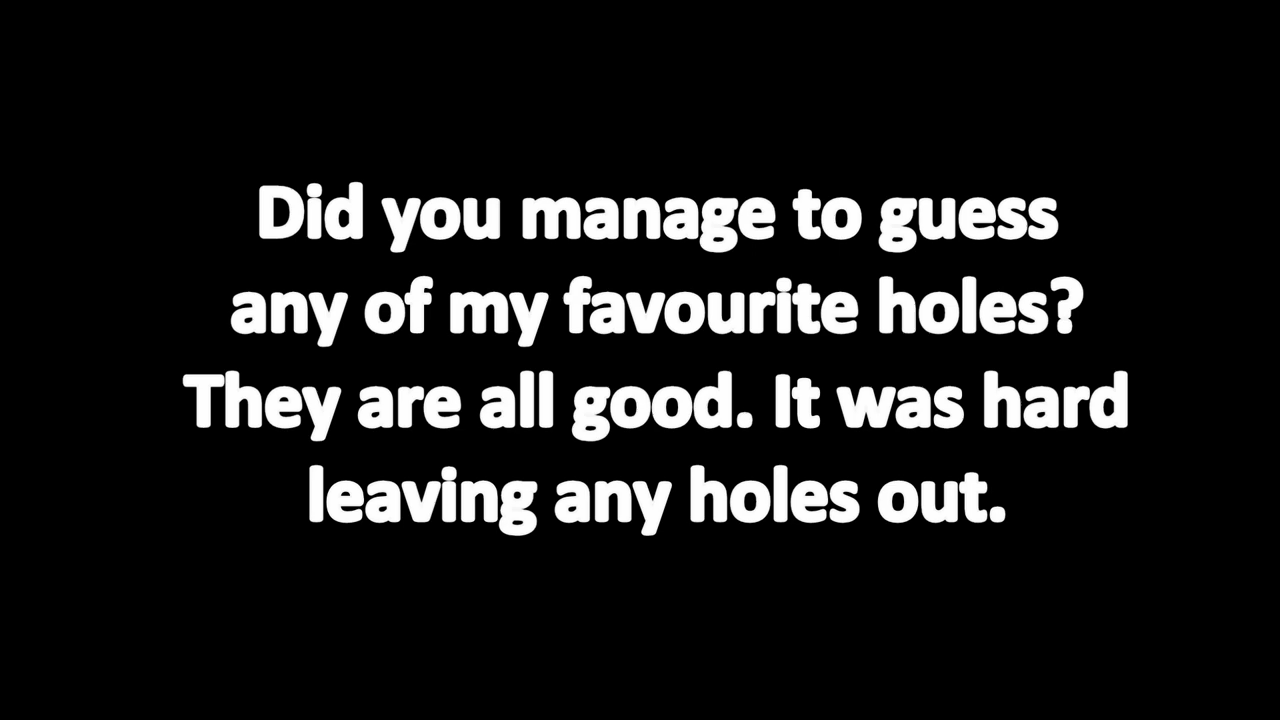 Did you manage to guess
any of my favourite holes?
They are all good. It was hard
leaving any holes out.